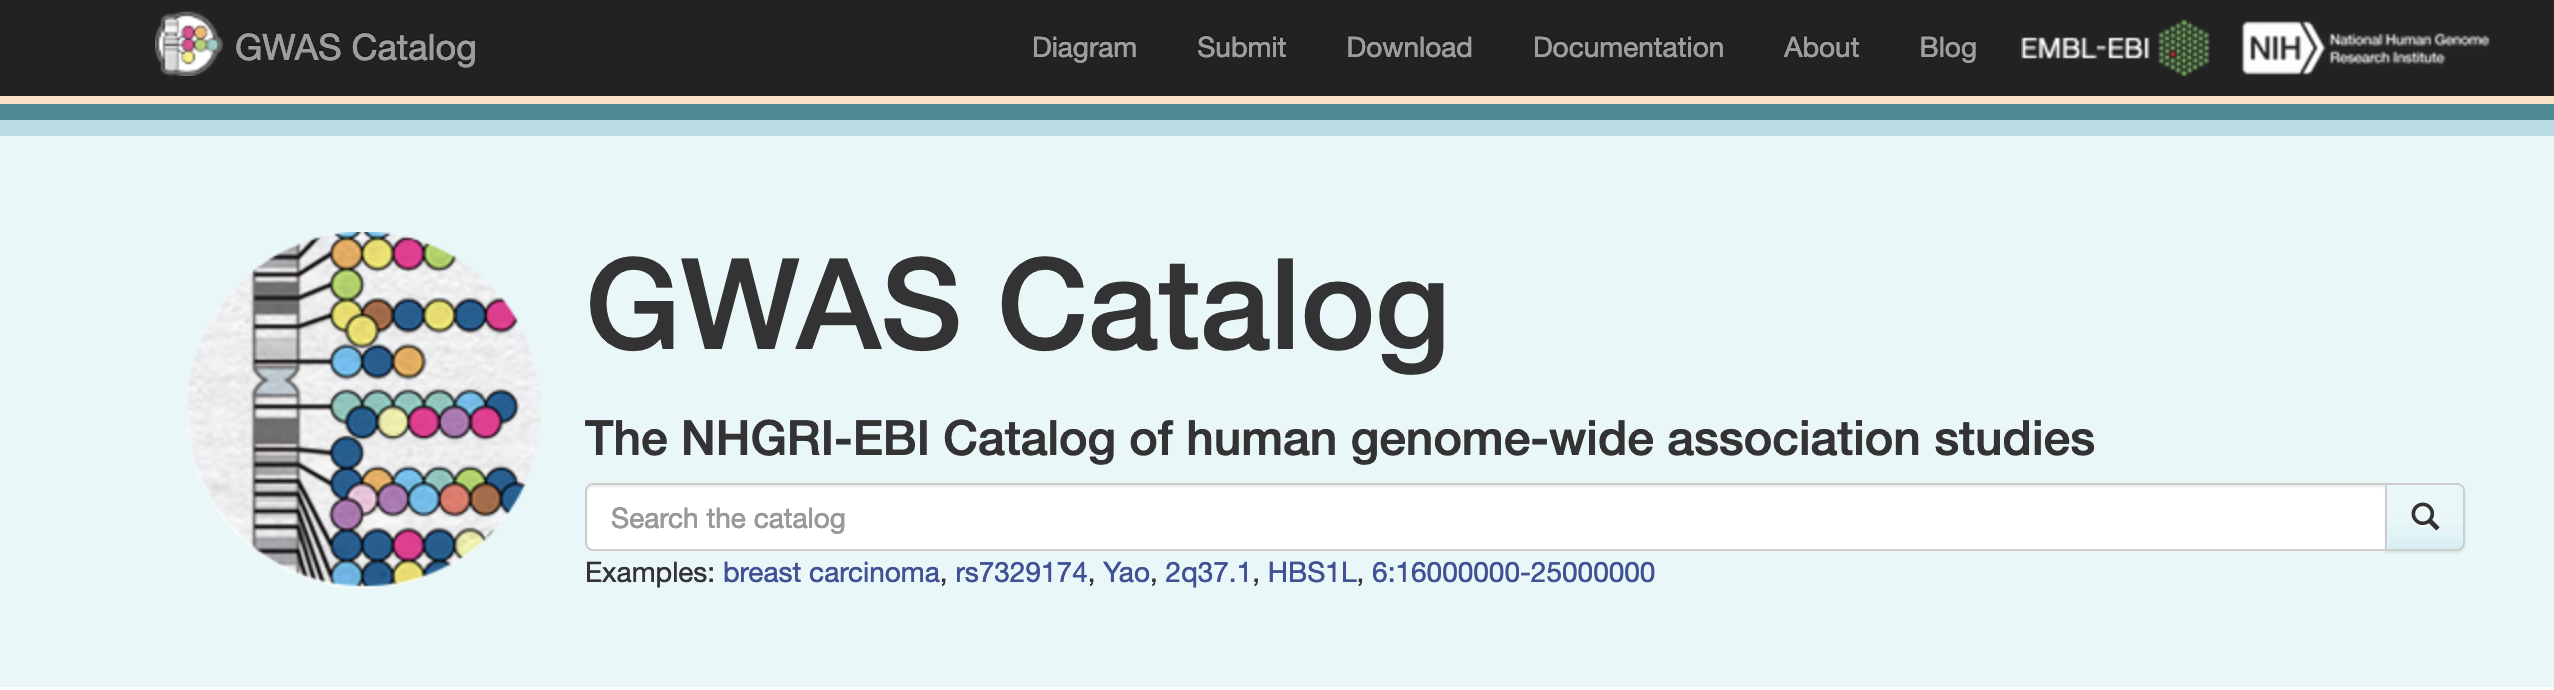 GWAS Catalog
Diagram Submit Download Documentation About Blog EMBL-EBI NIH National Human Genome
Research Institute
GWAS Catalog
The NHGRI-EBI Catalog of human genome-wide association studies
Search the catalog
Examples: breast carcinoma, rs7329174, Yao, 2q37.1, HBS1L, 6:16000000-25000000